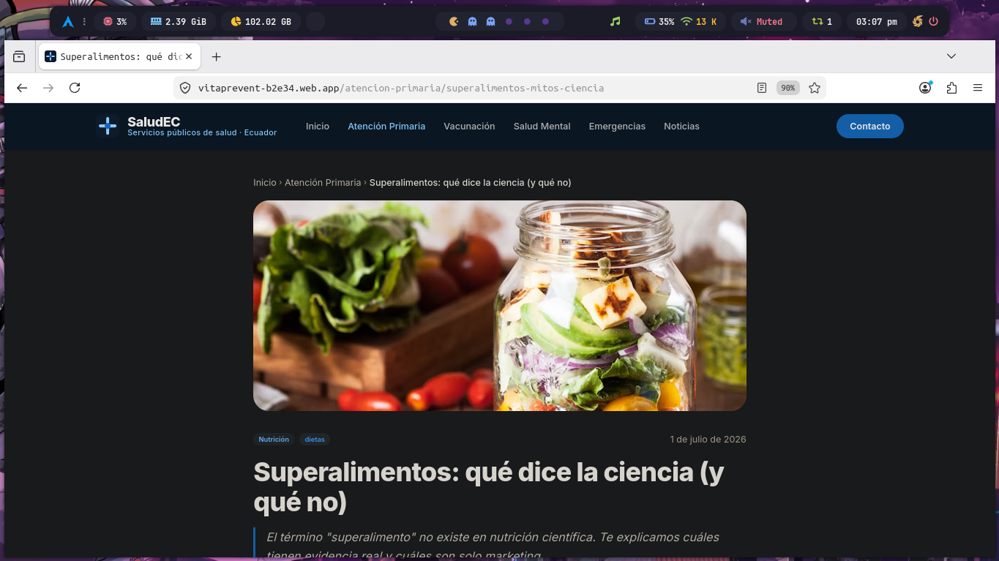 3%
2.39 GiB
102.02 GB
35%
13 K
Muted
1
03:07 pm
Superalimentos: qué dic
vitaprevent-b2e34.web.app/atencion-primaria/superalimentos-mitos-ciencia
90%
SaludEC
Servicios públicos de salud · Ecuador
Inicio
Atención Primaria
Vacunación
Salud Mental
Emergencias
Noticias
Contacto
Inicio › Atención Primaria › Superalimentos: qué dice la ciencia (y qué no)
Nutrición
dietas
1 de julio de 2026
Superalimentos: qué dice la ciencia (y
qué no)
El término "superalimento" no existe en nutrición científica. Te explicamos cuáles
tienen evidencia real y cuáles son solo marketing.